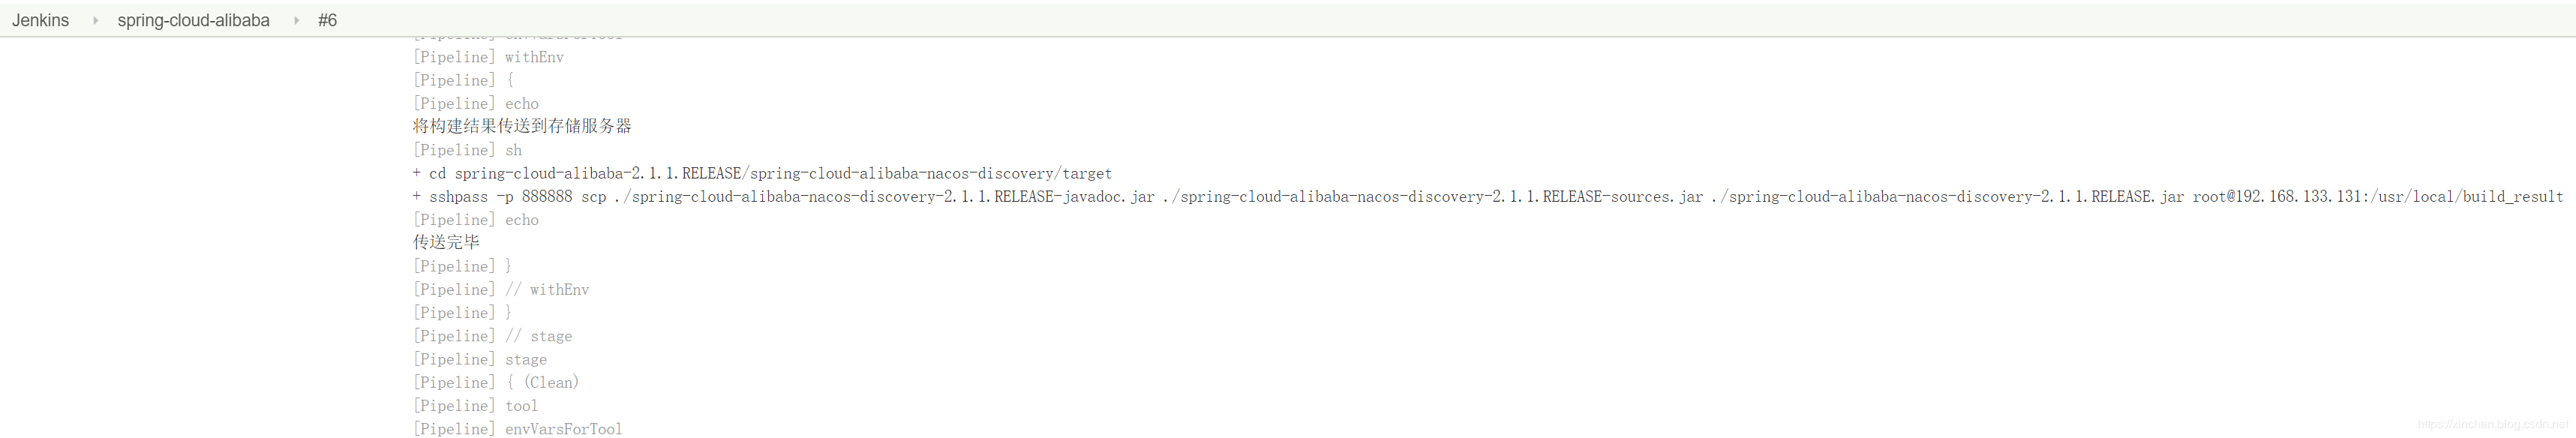 Jenkins spring-cloud-alibaba #6
[Pipeline] envVarsForTool
[Pipeline] withEnv
[Pipeline] {
[Pipeline] echo
将构建结果传送到存储服务器
[Pipeline] sh
+ cd spring-cloud-alibaba-2.1.1.RELEASE/spring-cloud-alibaba-nacos-discovery/target
+ sshpass -p 888888 scp ./spring-cloud-alibaba-nacos-discovery-2.1.1.RELEASE-javadoc.jar ./spring-cloud-alibaba-nacos-discovery-2.1.1.RELEASE-sources.jar ./spring-cloud-alibaba-nacos-discovery-2.1.1.RELEASE.jar root@192.168.133.131:/usr/local/build_result
[Pipeline] echo
传送完毕
[Pipeline] }
[Pipeline] // withEnv
[Pipeline] }
[Pipeline] // stage
[Pipeline] stage
[Pipeline] { (Clean)
[Pipeline] tool
[Pipeline] envVarsForTool
https://xinchen.blog.csdn.net